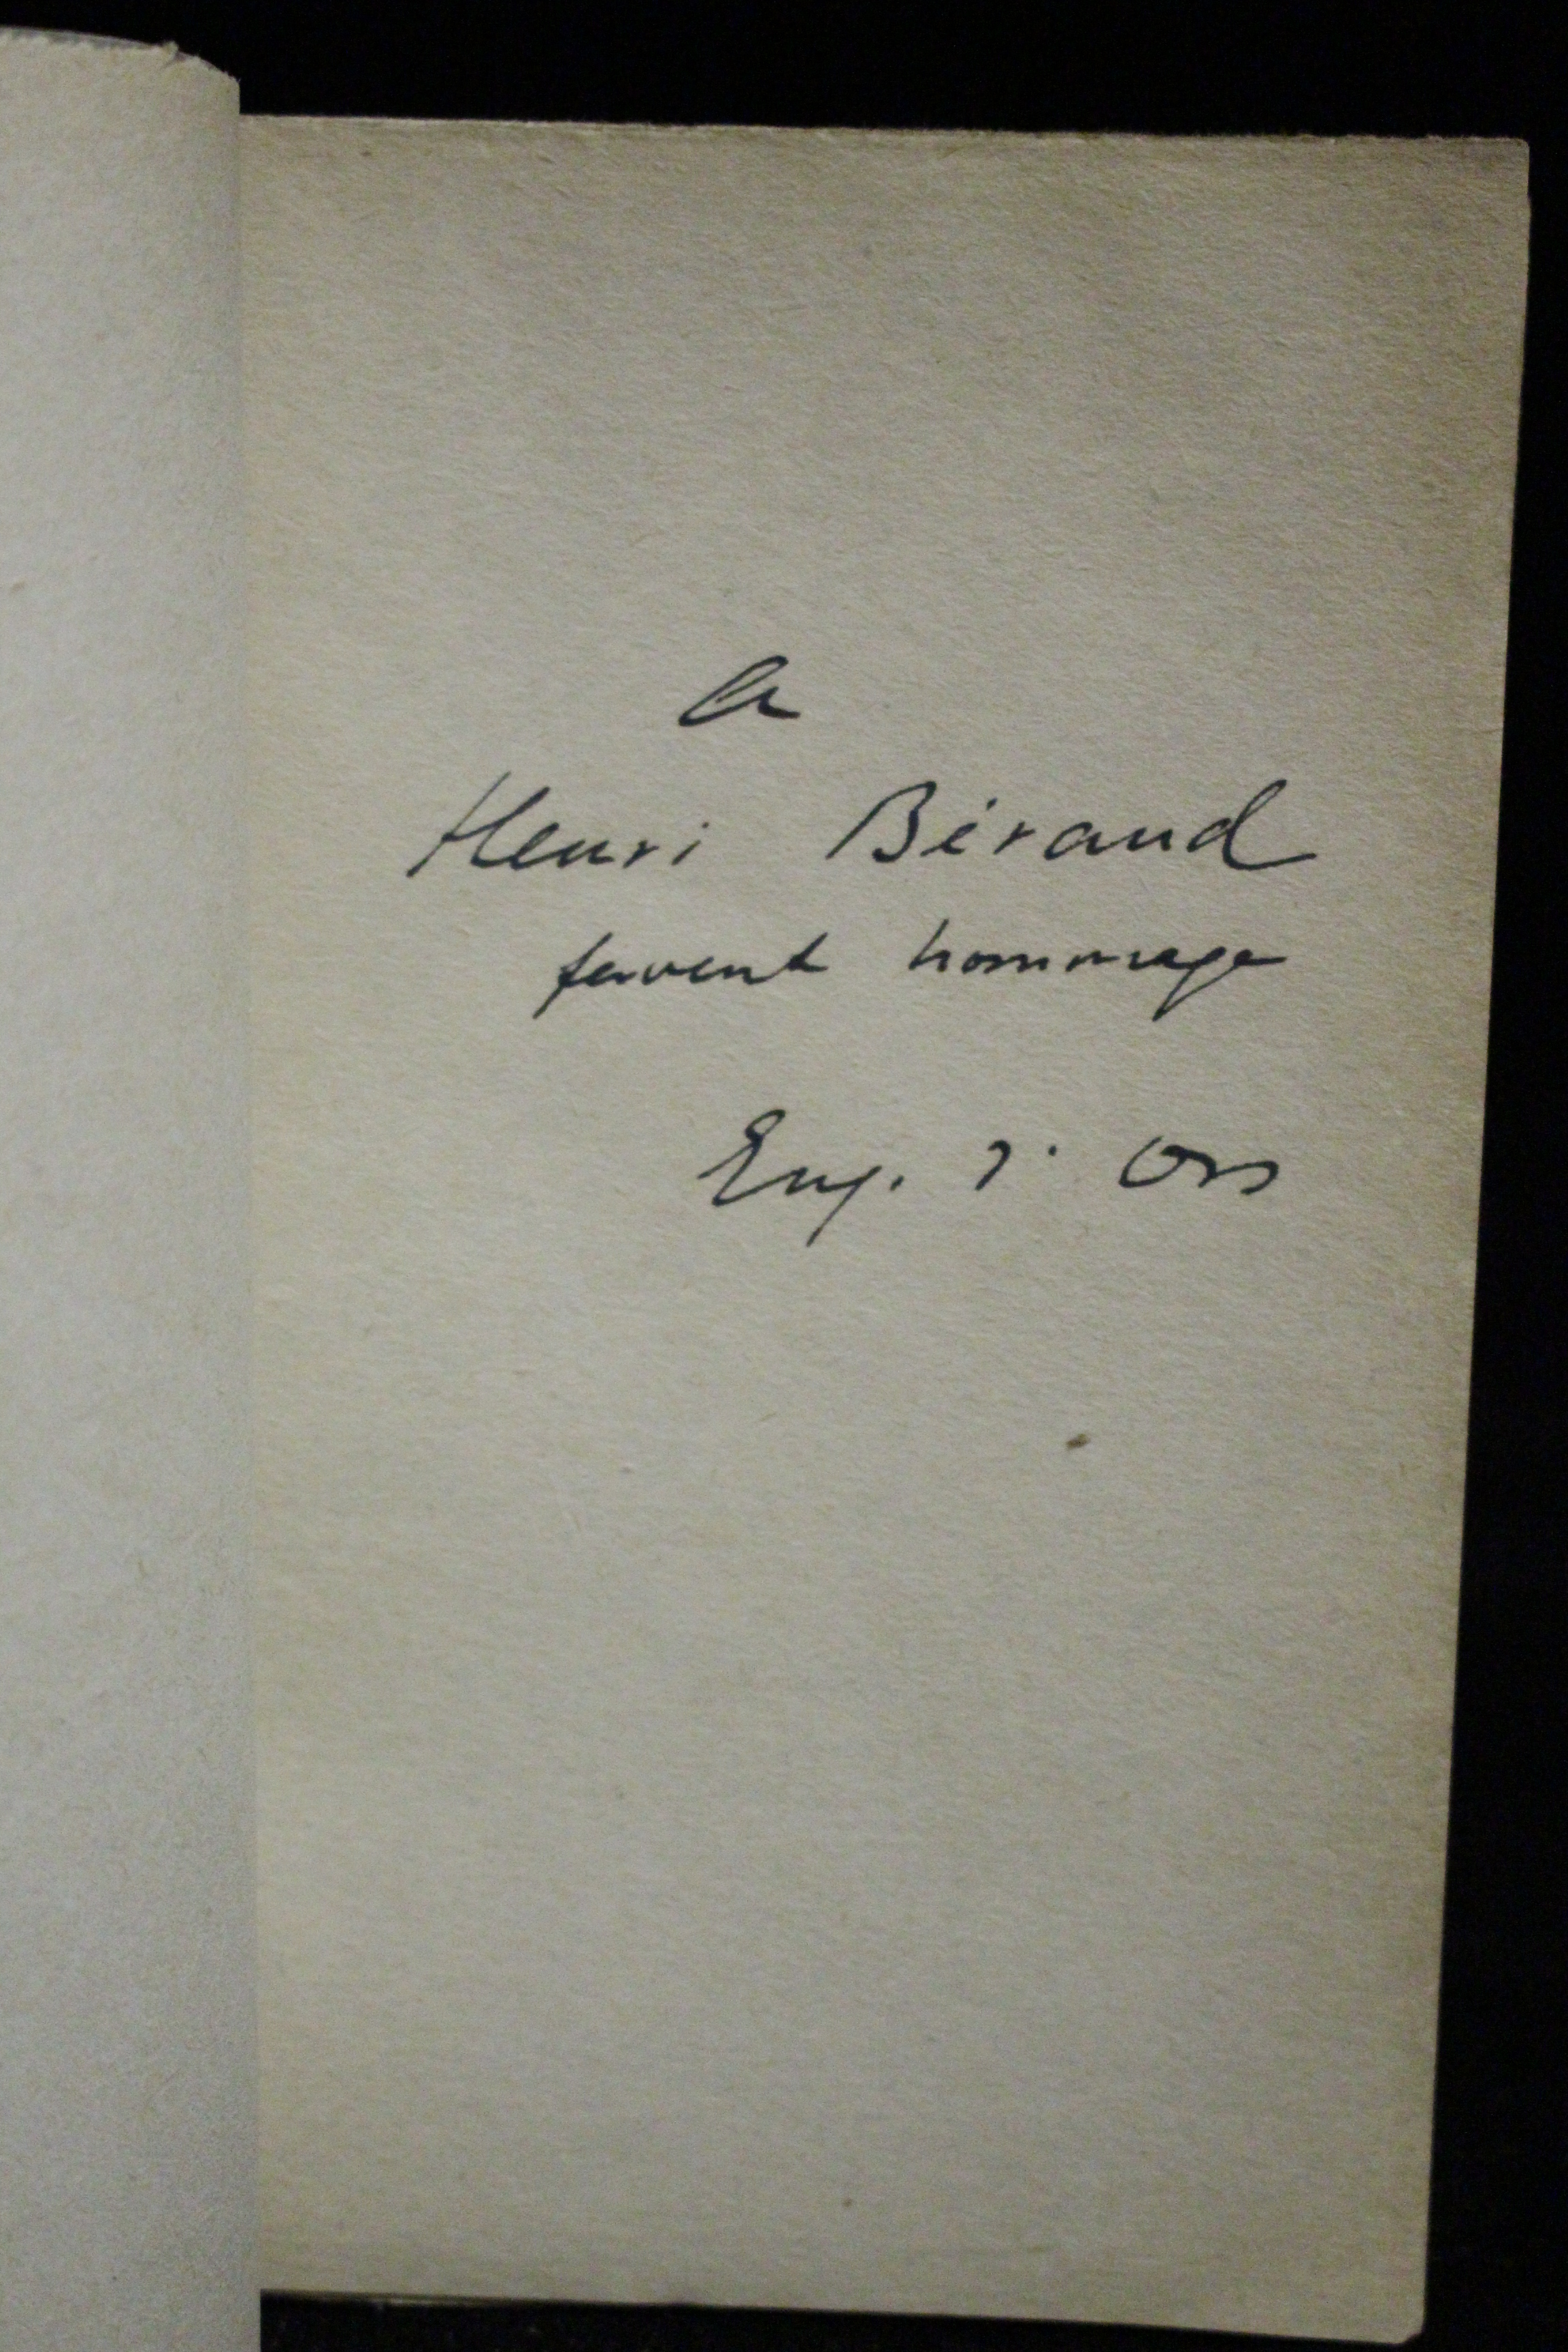 a
Henri Béraud
fervent hommage
Eug. d'Ors